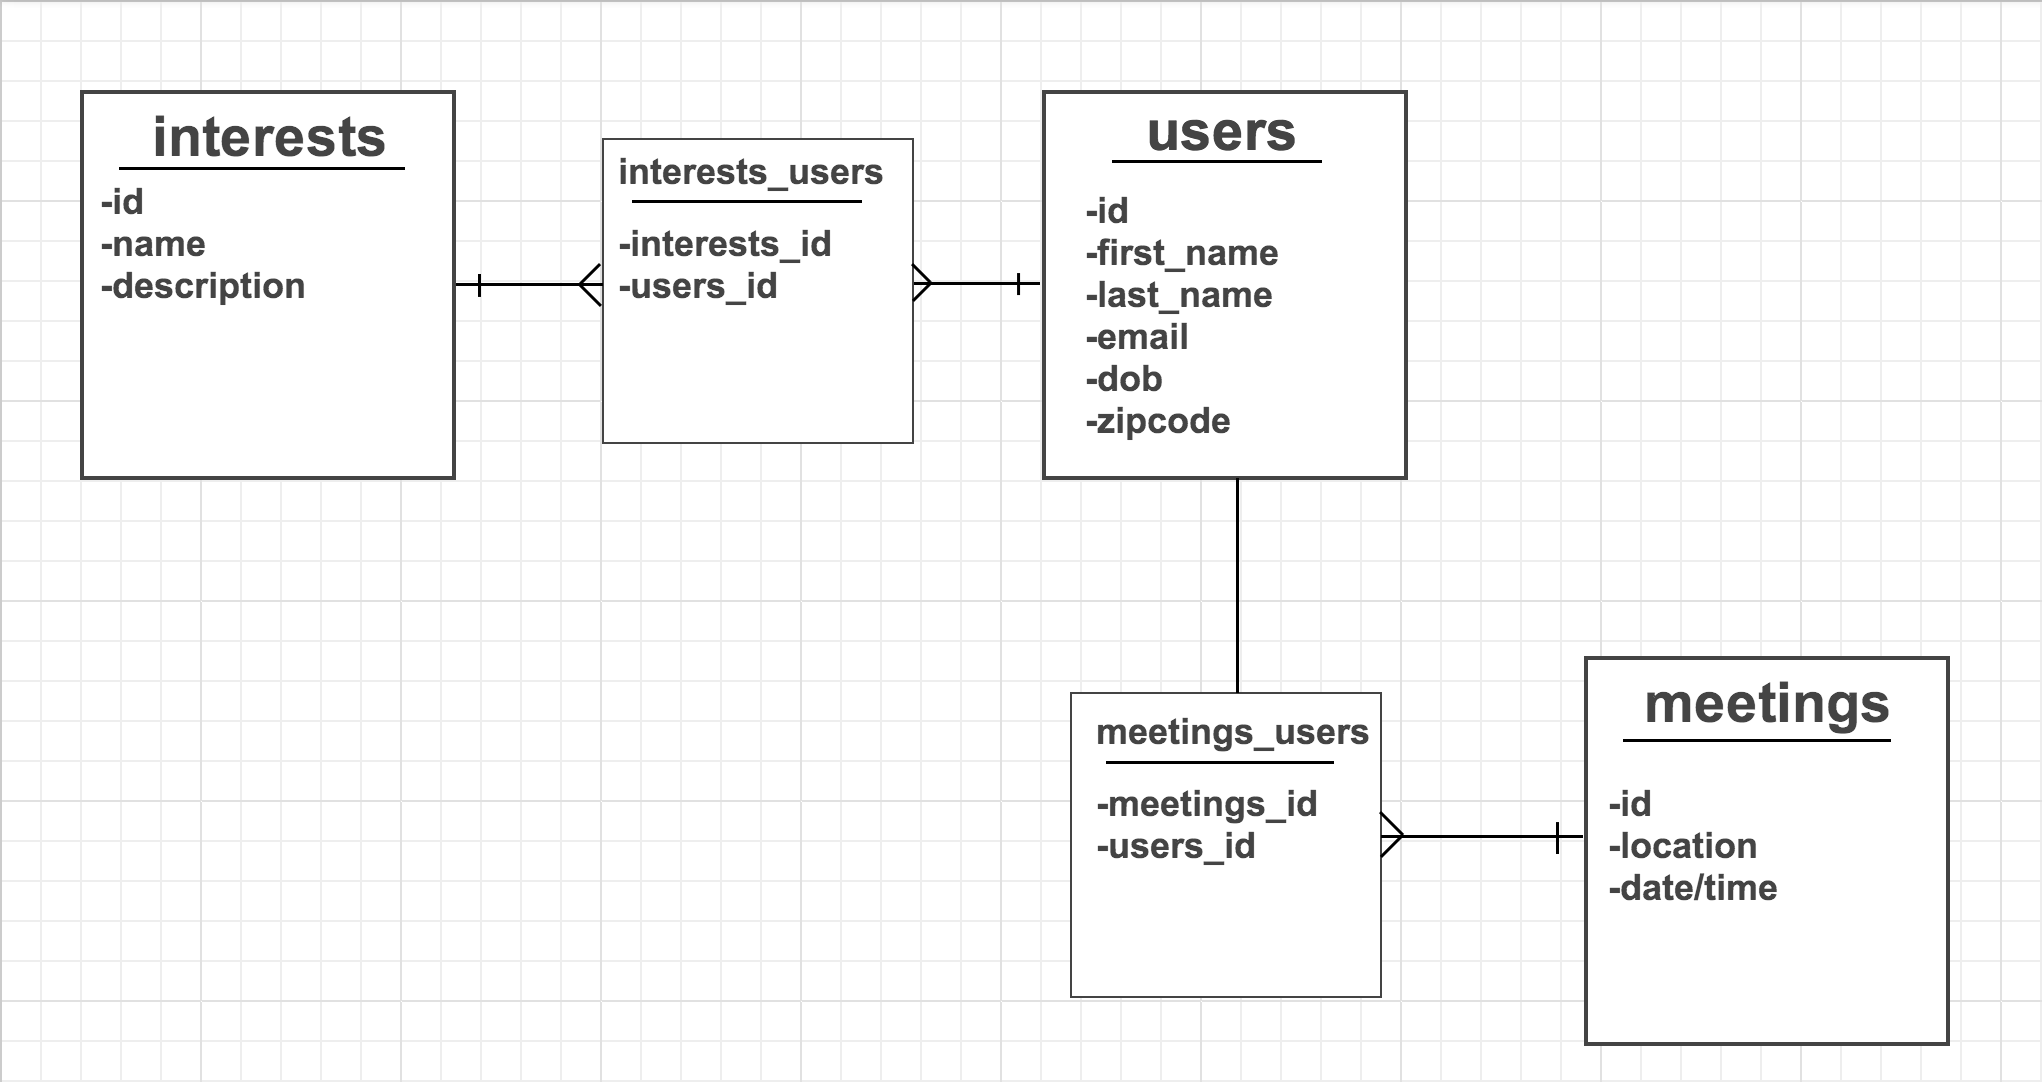 interests
-id
-name
-description
interests_users
-interests_id
-users_id
users
-id
-first_name
-last_name
-email
-dob
-zipcode
meetings_users
-meetings_id
-users_id
meetings
-id
-location
-date/time